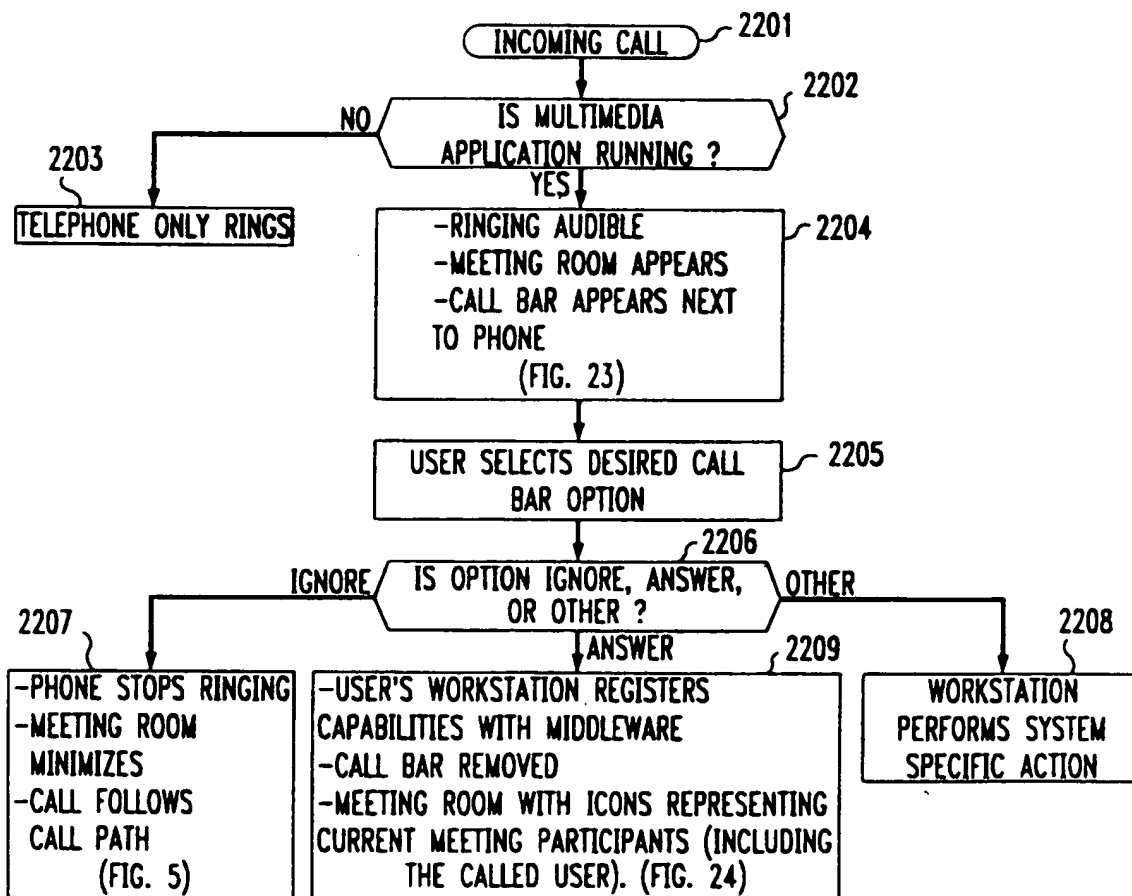 INCOMING CALL
2201
2202
IS MULTIMEDIA
APPLICATION RUNNING ?
NO
YES
2203
TELEPHONE ONLY RINGS
2204
-RINGING AUDIBLE
-MEETING ROOM APPEARS
-CALL BAR APPEARS NEXT
TO PHONE
(FIG. 23)
2205
USER SELECTS DESIRED CALL
BAR OPTION
2206
IS OPTION IGNORE, ANSWER,
OR OTHER ?
IGNORE
OTHER
ANSWER
2207
-PHONE STOPS RINGING
-MEETING ROOM
MINIMIZES
-CALL FOLLOWS
CALL PATH
(FIG. 5)
2209
-USER'S WORKSTATION REGISTERS
CAPABILITIES WITH MIDDLEWARE
-CALL BAR REMOVED
-MEETING ROOM WITH ICONS REPRESENTING
CURRENT MEETING PARTICIPANTS (INCLUDING
THE CALLED USER). (FIG. 24)
2208
WORKSTATION
PERFORMS SYSTEM
SPECIFIC ACTION